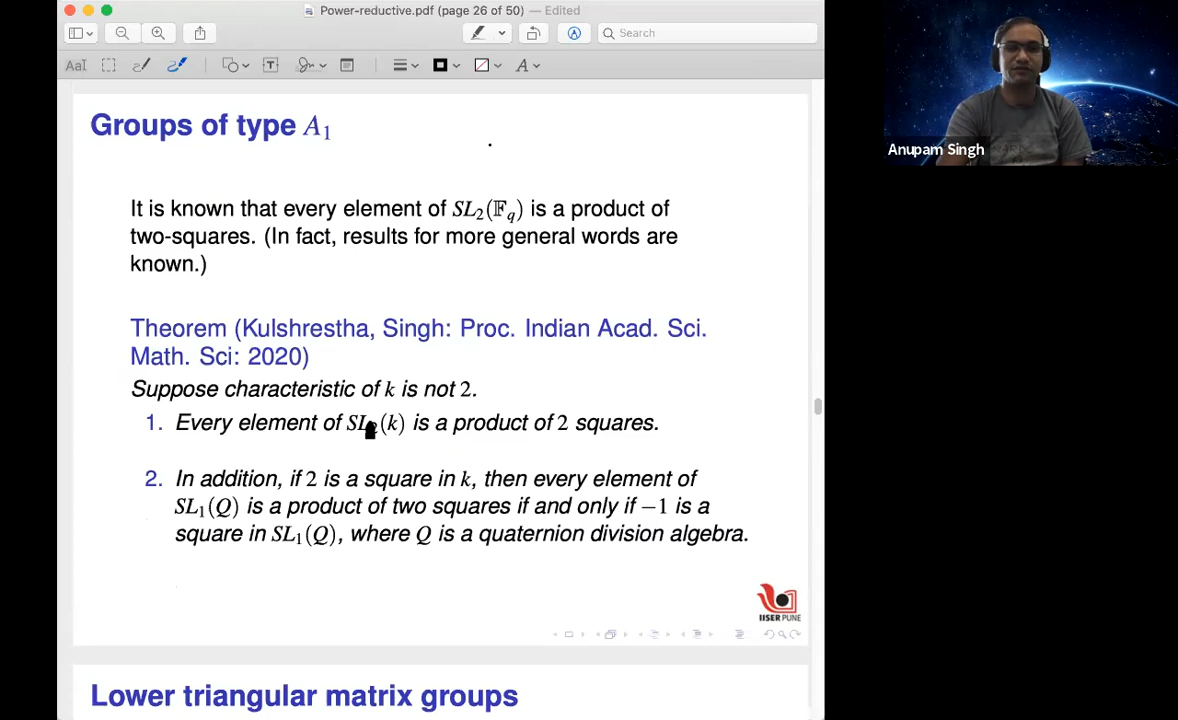 Power-reductive.pdf (page 26 of 50) — Edited
Search
AaI
Groups of type A₁
It is known that every element of SL₂(𝔽q) is a product of
two-squares. (In fact, results for more general words are
known.)
Theorem (Kulshrestha, Singh: Proc. Indian Acad. Sci.
Math. Sci: 2020)
Suppose characteristic of k is not 2.
1. Every element of SL₂(k) is a product of 2 squares.
2. In addition, if 2 is a square in k, then every element of
SL₁(Q) is a product of two squares if and only if −1 is a
square in SL₁(Q), where Q is a quaternion division algebra.
IISER PUNE
Lower triangular matrix groups
Anupam Singh